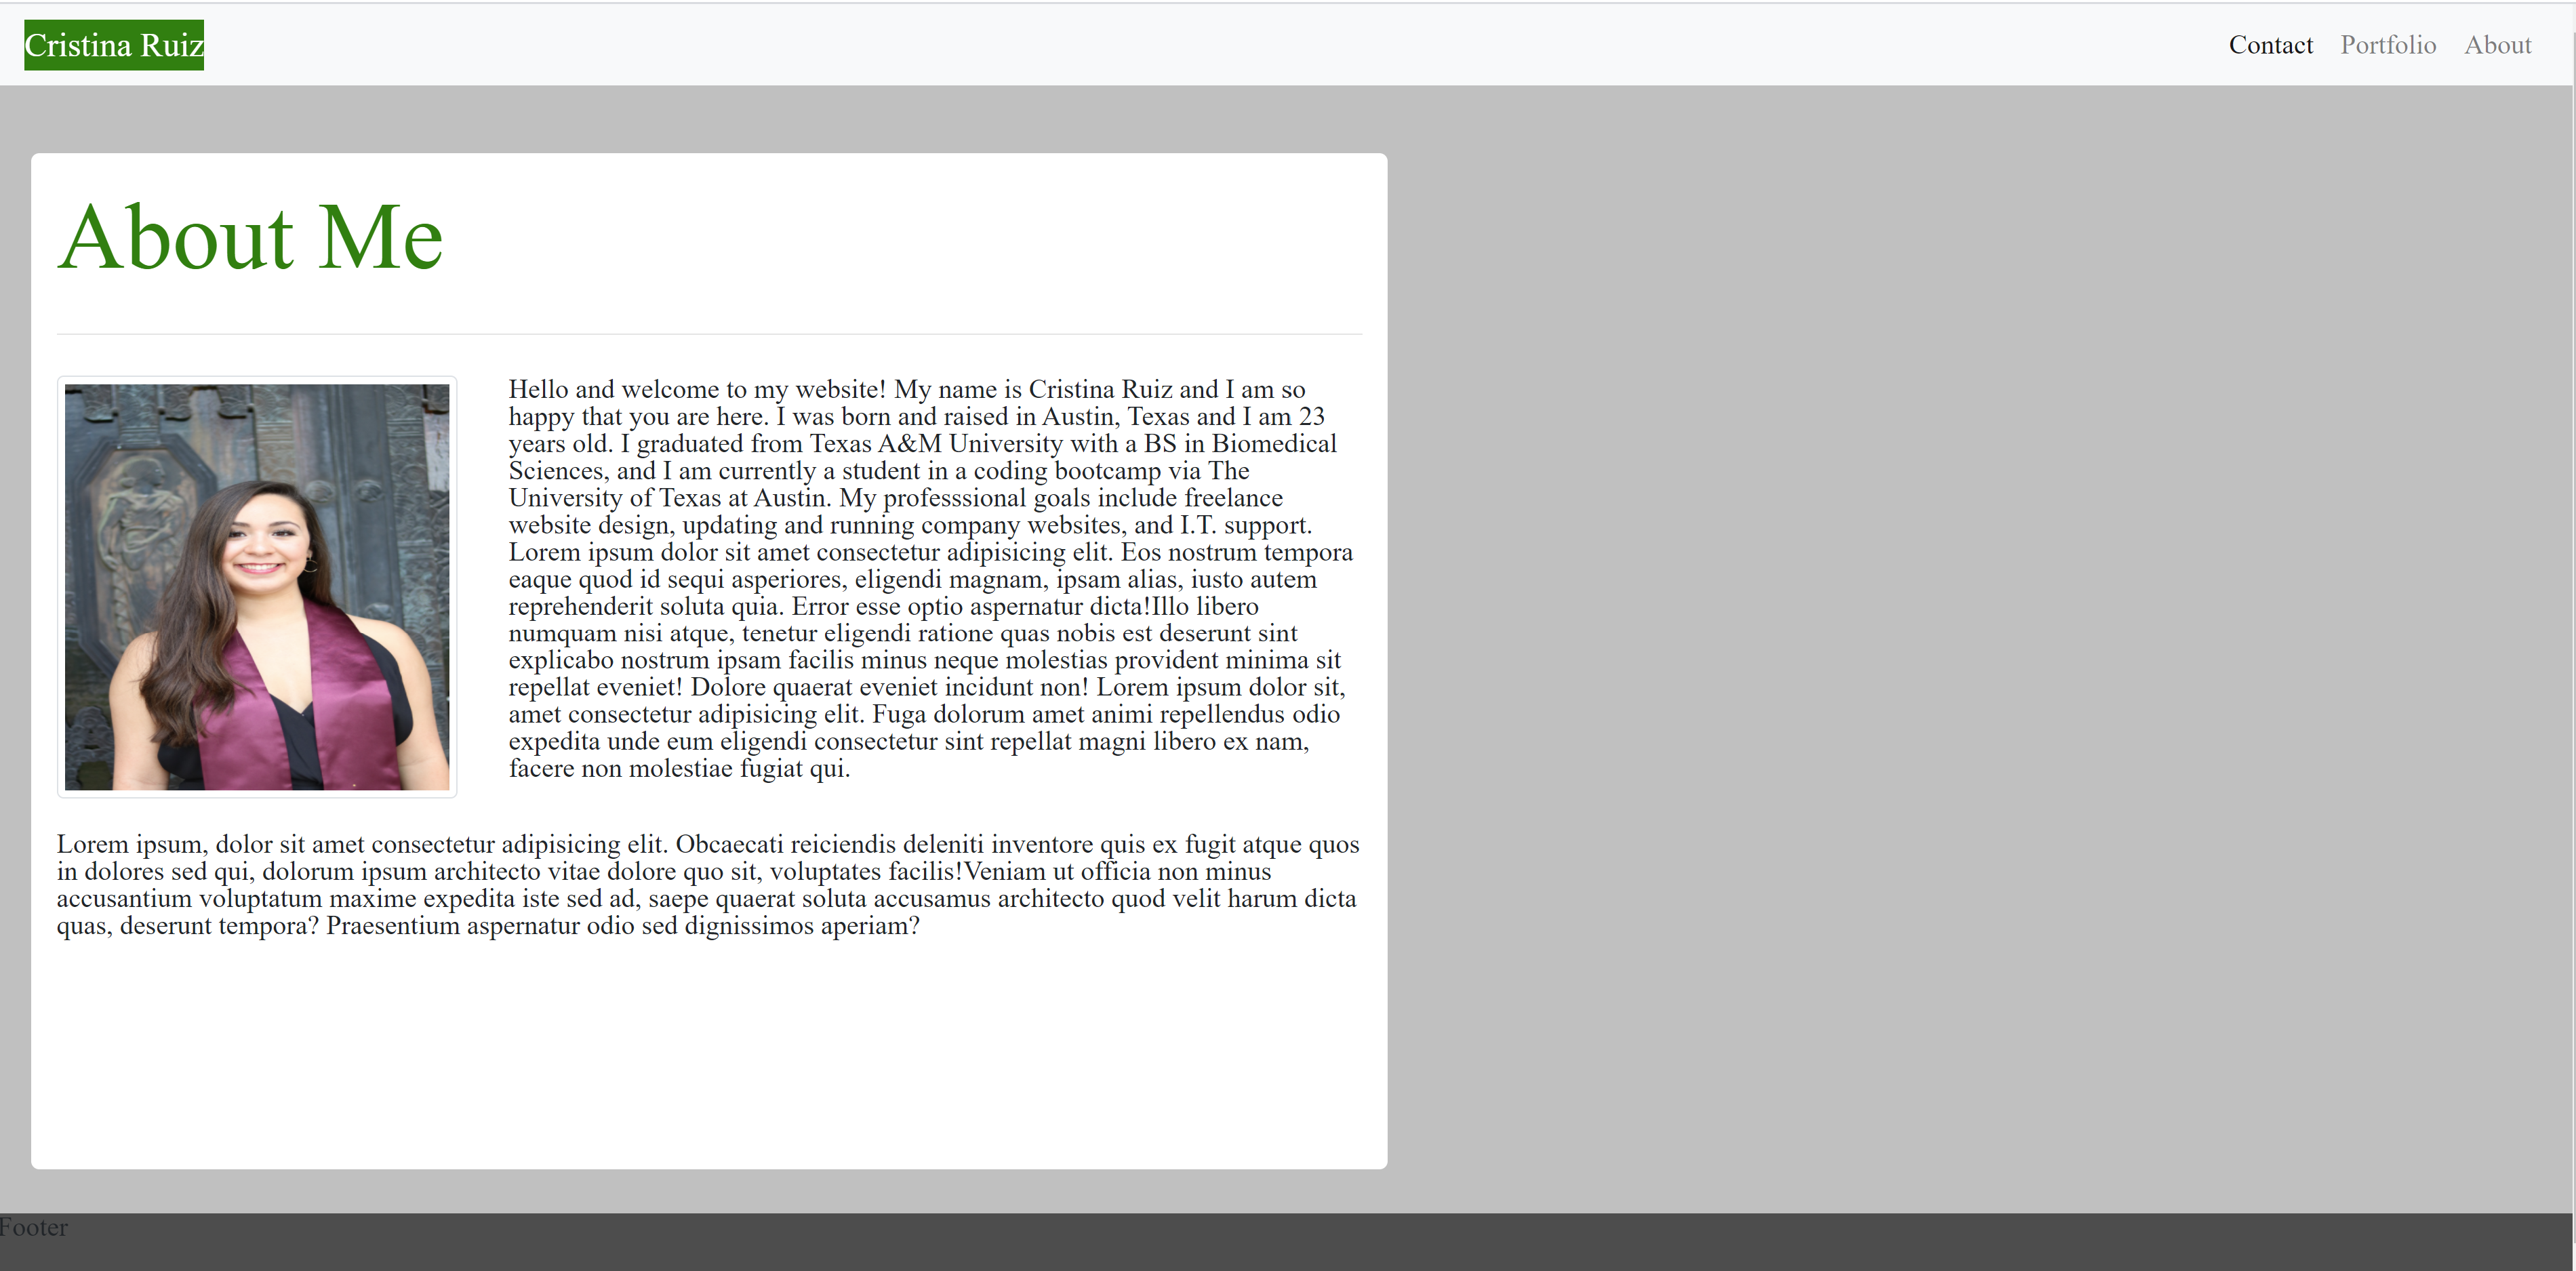 Cristina Ruiz
Contact Portfolio About
About Me
Hello and welcome to my website! My name is Cristina Ruiz and I am so
happy that you are here. I was born and raised in Austin, Texas and I am 23
years old. I graduated from Texas A&M University with a BS in Biomedical
Sciences, and I am currently a student in a coding bootcamp via The
University of Texas at Austin. My professsional goals include freelance
website design, updating and running company websites, and I.T. support.
Lorem ipsum dolor sit amet consectetur adipisicing elit. Eos nostrum tempora
eaque quod id sequi asperiores, eligendi magnam, ipsam alias, iusto autem
reprehenderit soluta quia. Error esse optio aspernatur dicta!Illo libero
numquam nisi atque, tenetur eligendi ratione quas nobis est deserunt sint
explicabo nostrum ipsam facilis minus neque molestias provident minima sit
repellat eveniet! Dolore quaerat eveniet incidunt non! Lorem ipsum dolor sit,
amet consectetur adipisicing elit. Fuga dolorum amet animi repellendus odio
expedita unde eum eligendi consectetur sint repellat magni libero ex nam,
facere non molestiae fugiat qui.
Lorem ipsum, dolor sit amet consectetur adipisicing elit. Obcaecati reiciendis deleniti inventore quis ex fugit atque quos
in dolores sed qui, dolorum ipsum architecto vitae dolore quo sit, voluptates facilis!Veniam ut officia non minus
accusantium voluptatum maxime expedita iste sed ad, saepe quaerat soluta accusamus architecto quod velit harum dicta
quas, deserunt tempora? Praesentium aspernatur odio sed dignissimos aperiam?
Footer